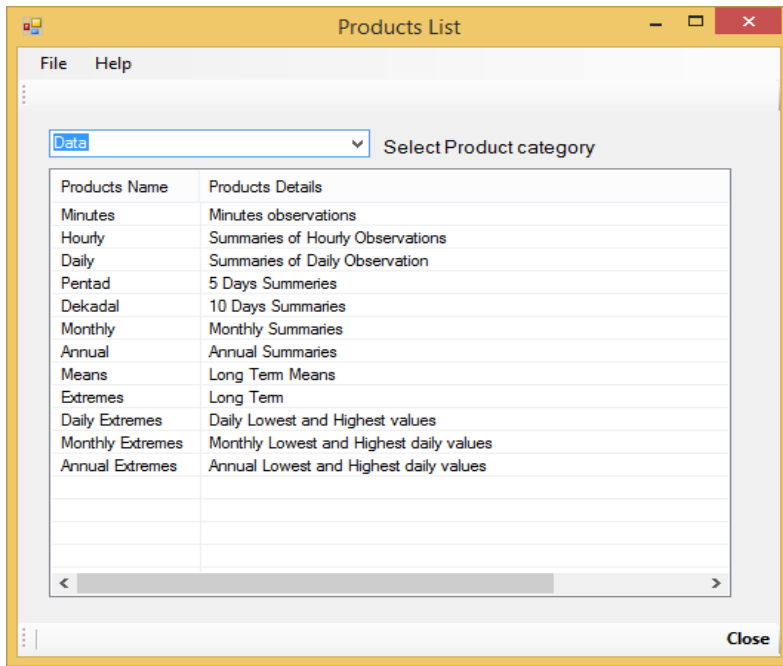 Products List
File Help
Data
Select Product category
Products Name Products Details
Minutes Minutes observations
Hourly Summaries of Hourly Observations
Daily Summaries of Daily Observation
Pentad 5 Days Summeries
Dekadal 10 Days Summaries
Monthly Monthly Summaries
Annual Annual Summaries
Means Long Term Means
Extremes Long Term
Daily Extremes Daily Lowest and Highest values
Monthly Extremes Monthly Lowest and Highest daily values
Annual Extremes Annual Lowest and Highest daily values
Close